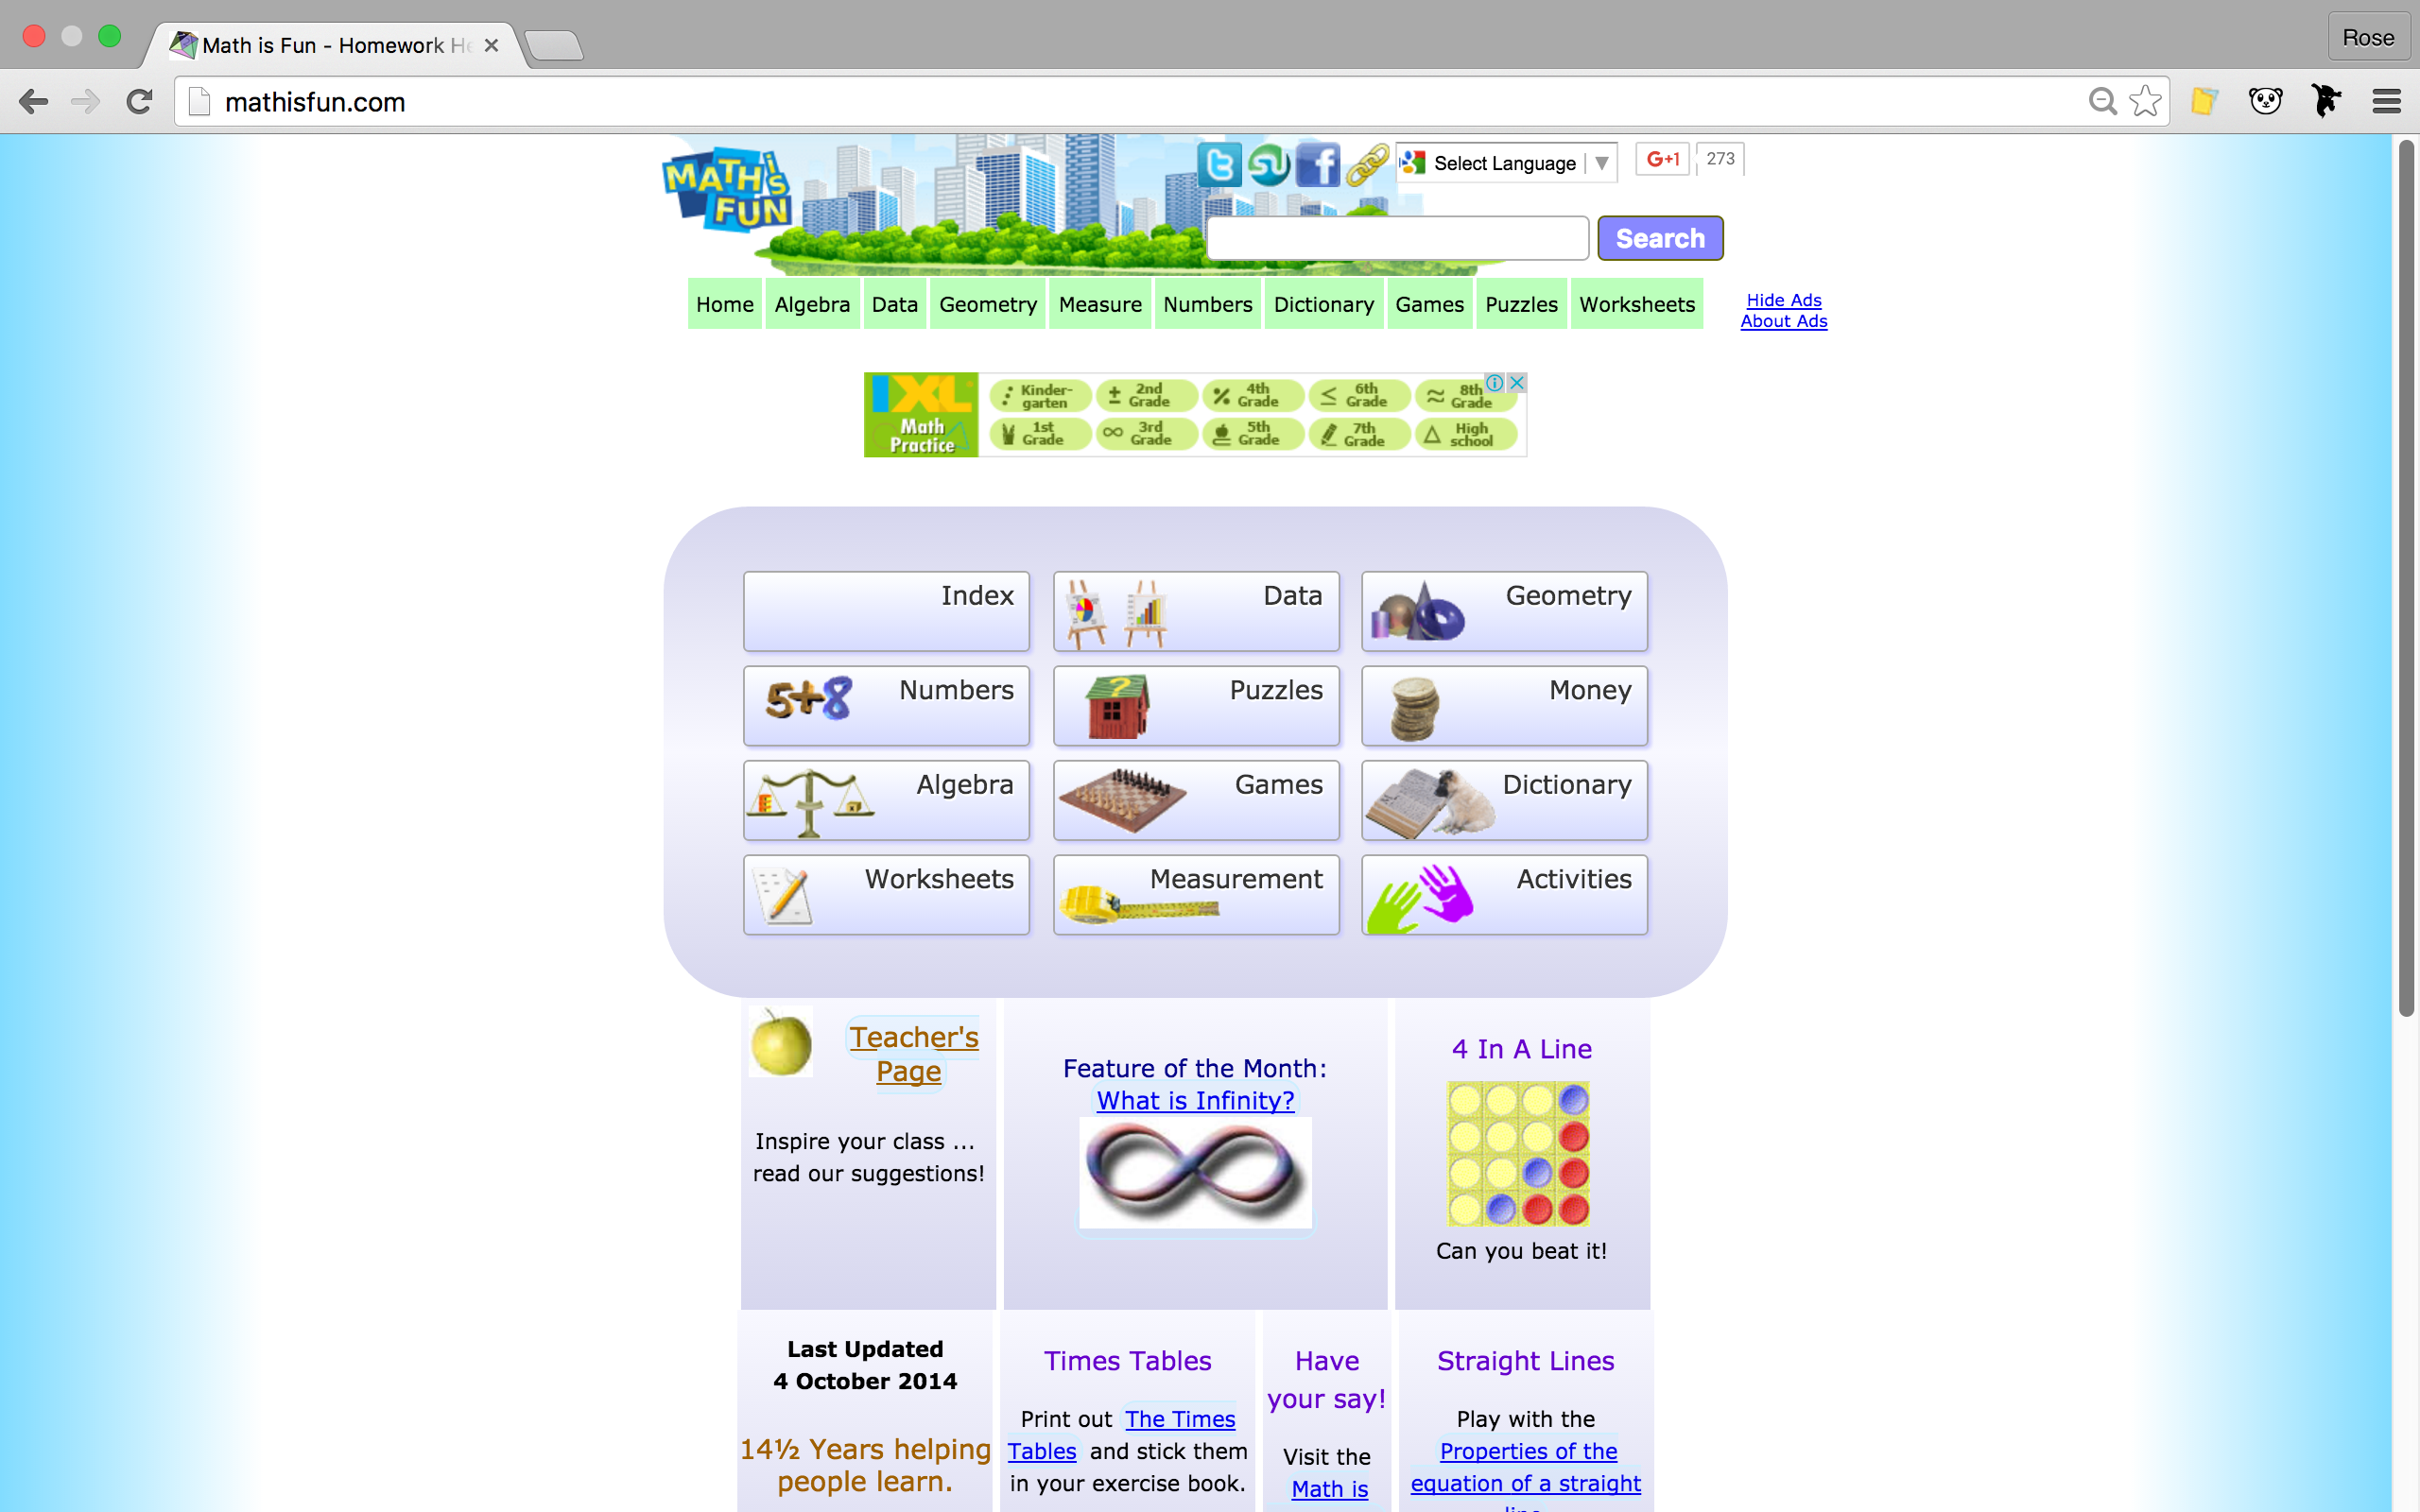 Math is Fun - Homework He
Rose
mathisfun.com
MATH is FUN
Select Language
G+1 273
Search
Home Algebra Data Geometry Measure Numbers Dictionary Games Puzzles Worksheets
Hide Ads
About Ads
IXL
Math
Practice
Kinder-
garten
2nd
Grade
4th
Grade
6th
Grade
8th
Grade
1st
Grade
3rd
Grade
5th
Grade
7th
Grade
High
school
Index
Data
Geometry
5+8 Numbers
Puzzles
Money
Algebra
Games
Dictionary
Worksheets
Measurement
Activities
Teacher's
Page
Inspire your class ...
read our suggestions!
Feature of the Month:
What is Infinity?
4 In A Line
Can you beat it!
Last Updated
4 October 2014
14½ Years helping
people learn.
Times Tables
Print out The Times
Tables and stick them
in your exercise book.
Have
your say!
Visit the
Math is
Straight Lines
Play with the
Properties of the
equation of a straight